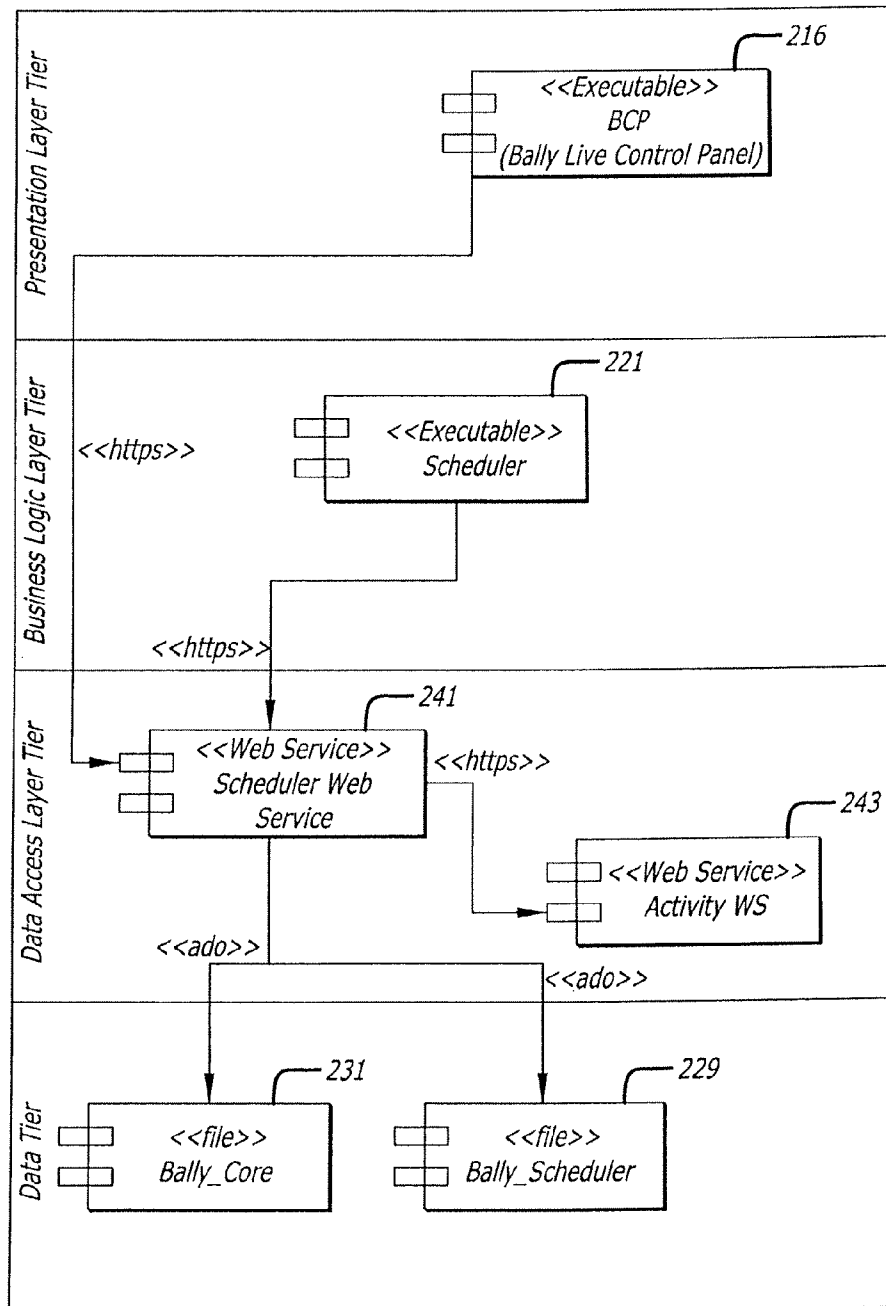 Presentation Layer Tier
216
<<Executable>>
BCP
(Bally Live Control Panel)
Business Logic Layer Tier
221
<<https>>
<<Executable>>
Scheduler
<<https>>
Data Access Layer Tier
241
<<Web Service>>
Scheduler Web
Service
<<https>>
243
<<Web Service>>
Activity WS
<<ado>>
<<ado>>
Data Tier
231
<<file>>
Bally_Core
229
<<file>>
Bally_Scheduler